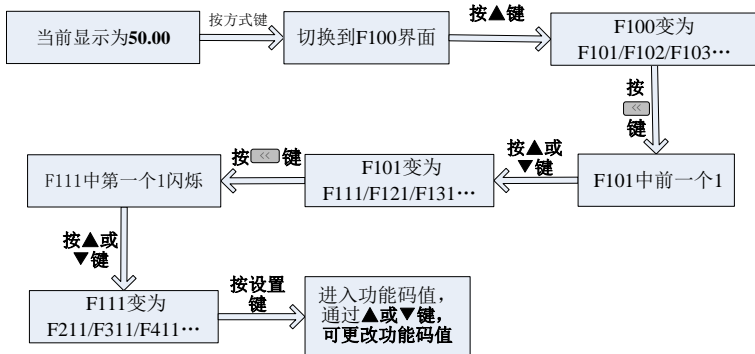 当前显示为50.00
按方式键
切换到F100界面
按▲键
F100变为
F101/F102/F103…
按
<<
键
F101中前一个1
按▲或
▼键
F101变为
F111/F121/F131…
按 << 键
F111中第一个1闪烁
按▲或
▼键
F111变为
F211/F311/F411…
按设置
键
进入功能码值，
通过▲或▼键，
可更改功能码值